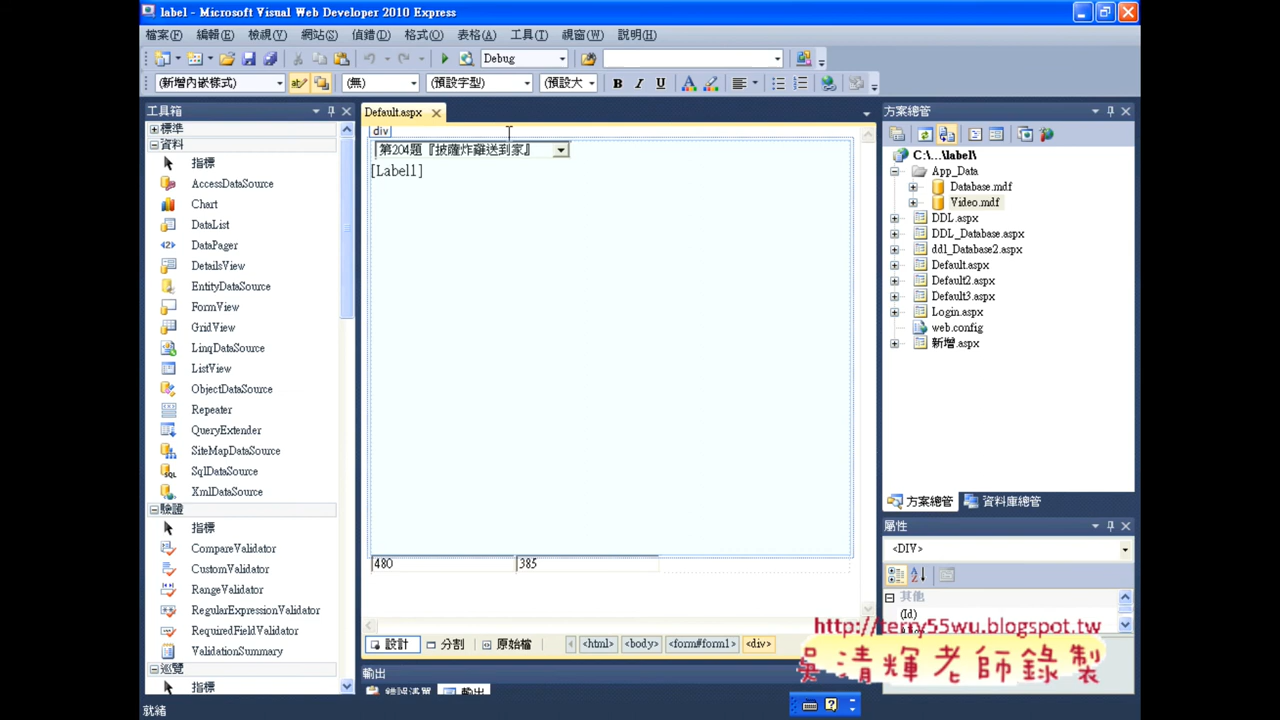 label - Microsoft Visual Web Developer 2010 Express
檔案(F) 編輯(E) 檢視(V) 網站(S) 偵錯(D) 格式(O) 表格(A) 工具(T) 視窗(W) 說明(H)
Debug
(新增內嵌樣式) (無) (預設字型) (預設大 B I U
工具箱
標準
資料
指標
AccessDataSource
Chart
DataList
DataPager
DetailsView
EntityDataSource
FormView
GridView
LinqDataSource
ListView
ObjectDataSource
Repeater
QueryExtender
SiteMapDataSource
SqlDataSource
XmlDataSource
驗證
指標
CompareValidator
CustomValidator
RangeValidator
RegularExpressionValidator
RequiredFieldValidator
ValidationSummary
巡覽
指標
就緒
Default.aspx
div
第204題『披薩炸雞送到家』
[Label1]
480 385
設計 分割 原始檔 <html> <body> <form#form1> <div>
輸出
錯誤清單 輸出
方案總管
C:\...\label\
App_Data
Database.mdf
Video.mdf
DDL.aspx
DDL_Database.aspx
ddl_Database2.aspx
Default.aspx
Default2.aspx
Default3.aspx
Login.aspx
web.config
新增.aspx
方案總管 資料庫總管
屬性
<DIV>
其他
(Id)
http://terry55wu.blogspot.tw
吳清輝老師錄製